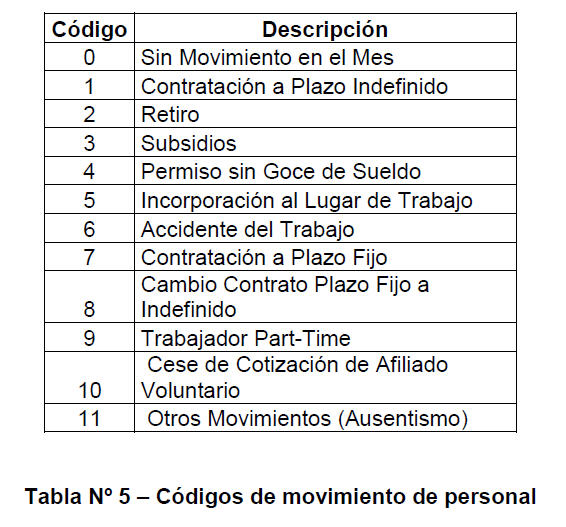 Código Descripción
0 Sin Movimiento en el Mes
1 Contratación a Plazo Indefinido
2 Retiro
3 Subsidios
4 Permiso sin Goce de Sueldo
5 Incorporación al Lugar de Trabajo
6 Accidente del Trabajo
7 Contratación a Plazo Fijo
Cambio Contrato Plazo Fijo a
8 Indefinido
9 Trabajador Part-Time
Cese de Cotización de Afiliado
10 Voluntario
11 Otros Movimientos (Ausentismo)
Tabla Nº 5 – Códigos de movimiento de personal